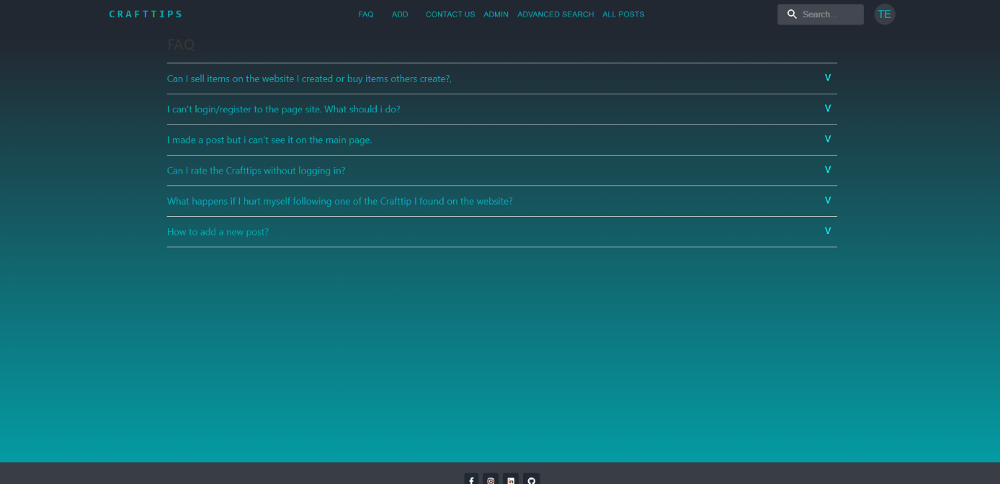 CRAFTTIPS FAQ ADD CONTACT US ADMIN ADVANCED SEARCH ALL POSTS Search... TE
FAQ
Can I sell items on the website I created or buy items others create?, V
I can't login/register to the page site. What should i do? V
I made a post but i can't see it on the main page. V
Can I rate the Crafttips without logging in? V
What happens if I hurt myself following one of the Crafttip I found on the website? V
How to add a new post? V